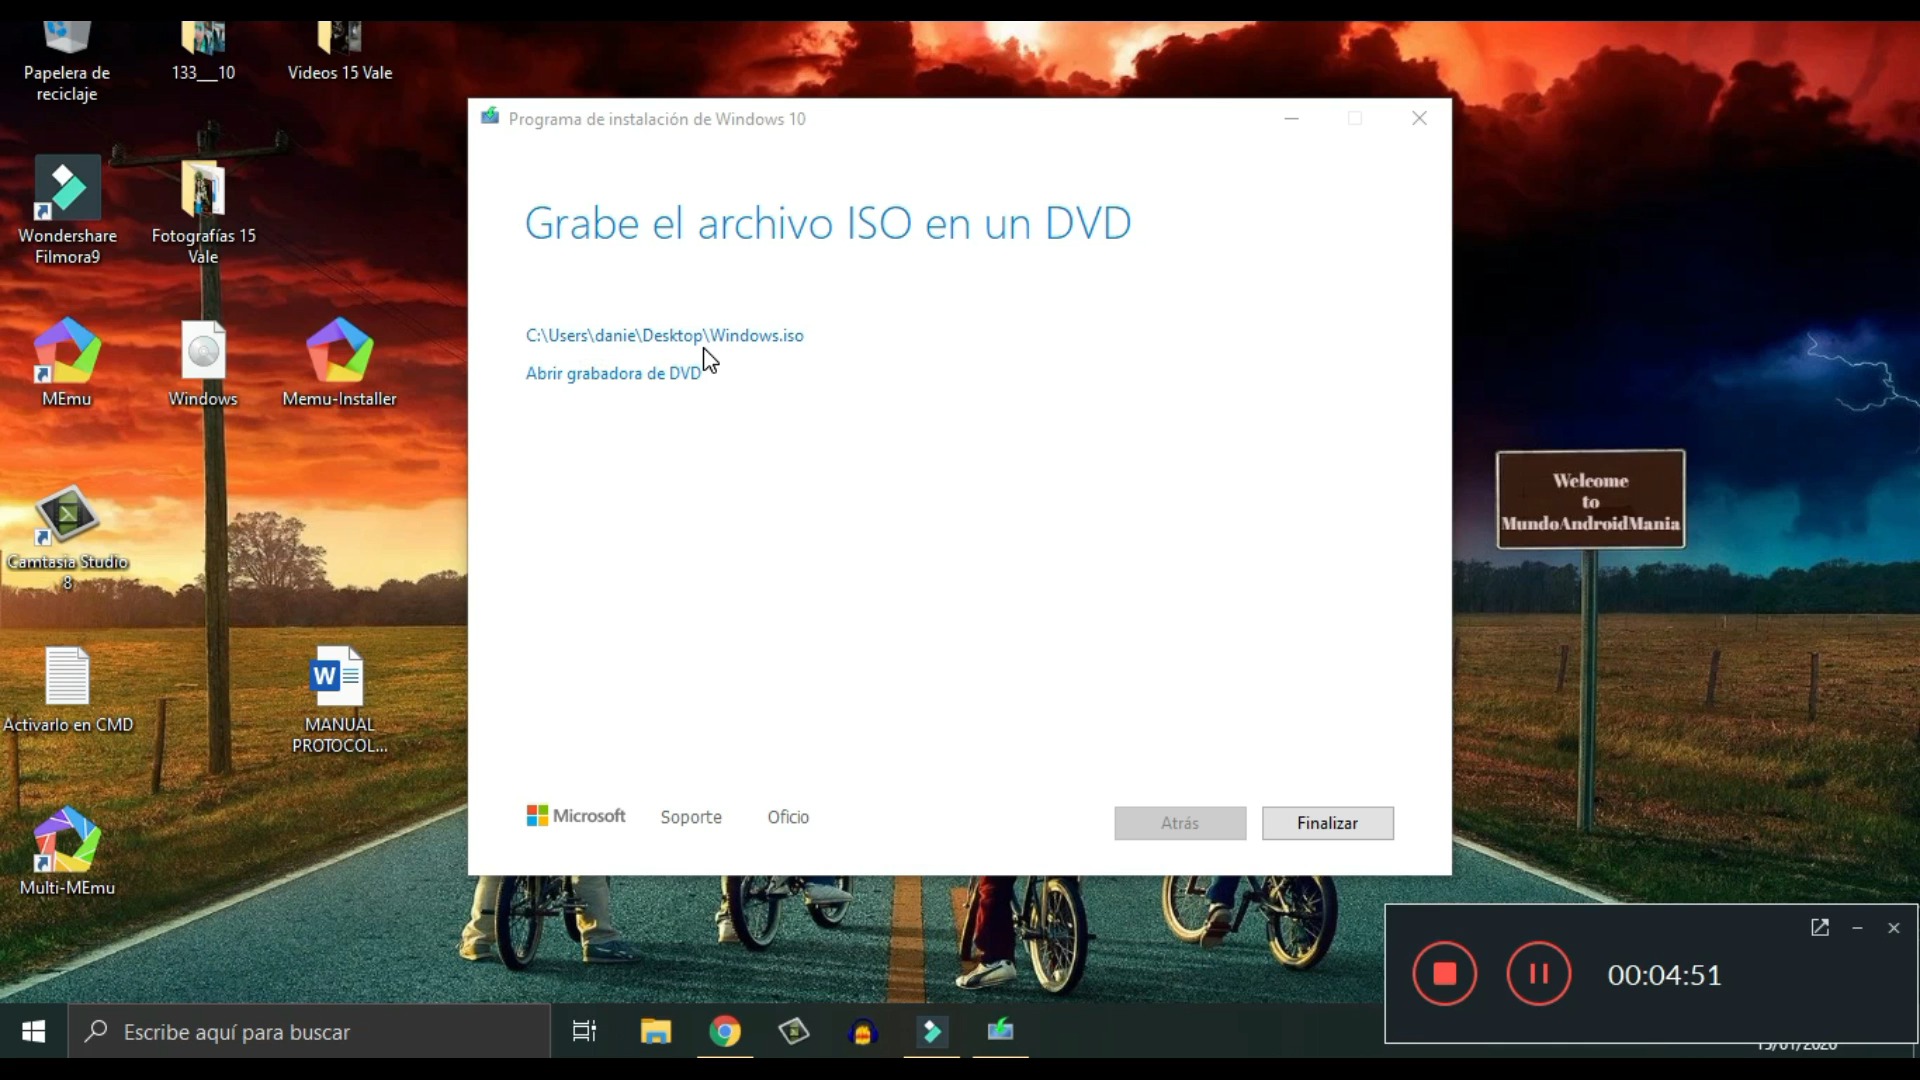 Papelera de
reciclaje
133___10
Videos 15 Vale
Wondershare
Filmora9
Fotografías 15
Vale
MEmu
Windows
Memu-Installer
Camtasia Studio
8
Activarlo en CMD
MANUAL
PROTOCOL...
Multi-MEmu
Programa de instalación de Windows 10
Grabe el archivo ISO en un DVD
C:\Users\danie\Desktop\Windows.iso
Abrir grabadora de DVD
Microsoft
Soporte
Oficio
Atrás
Finalizar
Welcome
to
MundoAndroidMania
00:04:51
Escribe aquí para buscar